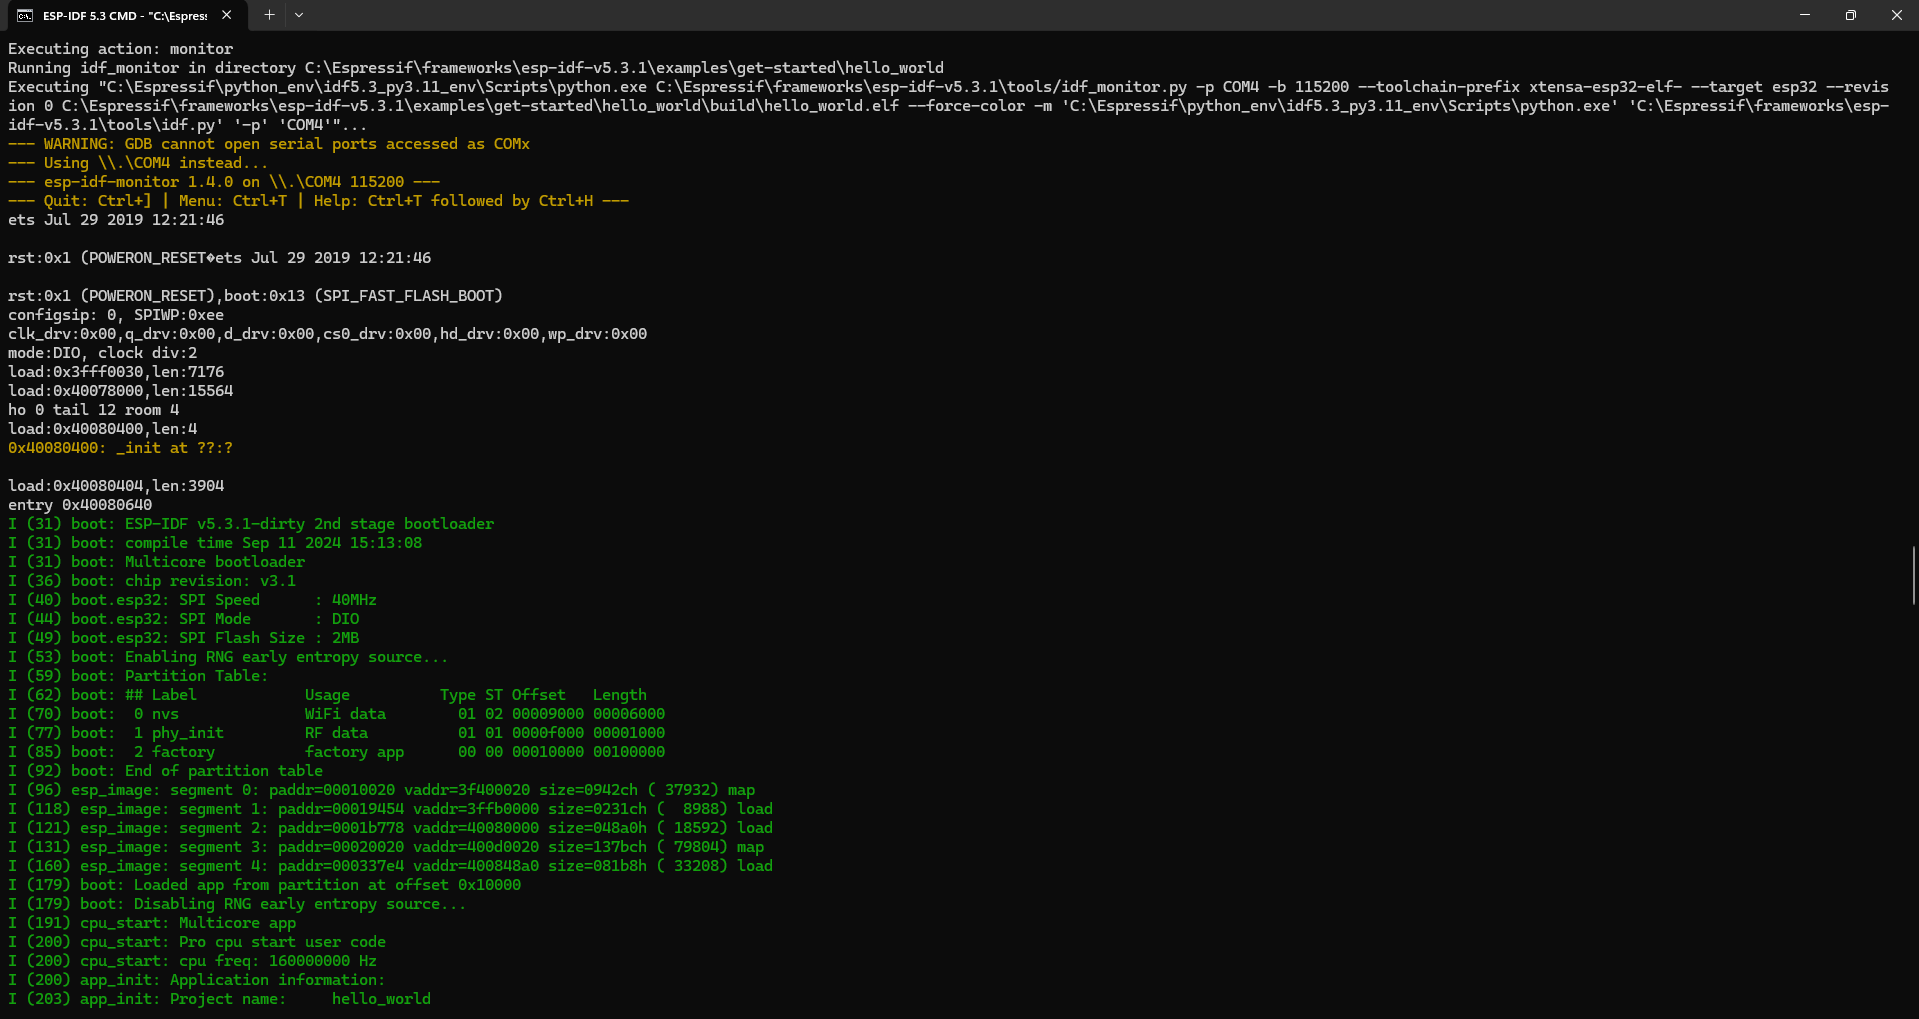 ESP-IDF 5.3 CMD - "C:\Espress
Executing action: monitor
Running idf_monitor in directory C:\Espressif\frameworks\esp-idf-v5.3.1\examples\get-started\hello_world
Executing "C:\Espressif\python_env\idf5.3_py3.11_env\Scripts\python.exe C:\Espressif\frameworks\esp-idf-v5.3.1\tools/idf_monitor.py -p COM4 -b 115200 --toolchain-prefix xtensa-esp32-elf- --target esp32 --revis
ion 0 C:\Espressif\frameworks\esp-idf-v5.3.1\examples\get-started\hello_world\build\hello_world.elf --force-color -m 'C:\Espressif\python_env\idf5.3_py3.11_env\Scripts\python.exe' 'C:\Espressif\frameworks\esp-
idf-v5.3.1\tools\idf.py' '-p' 'COM4'"...
--- WARNING: GDB cannot open serial ports accessed as COMx
--- Using \\.\COM4 instead...
--- esp-idf-monitor 1.4.0 on \\.\COM4 115200 ---
--- Quit: Ctrl+] | Menu: Ctrl+T | Help: Ctrl+T followed by Ctrl+H ---
ets Jul 29 2019 12:21:46
rst:0x1 (POWERON_RESET�ets Jul 29 2019 12:21:46
rst:0x1 (POWERON_RESET),boot:0x13 (SPI_FAST_FLASH_BOOT)
configsip: 0, SPIWP:0xee
clk_drv:0x00,q_drv:0x00,d_drv:0x00,cs0_drv:0x00,hd_drv:0x00,wp_drv:0x00
mode:DIO, clock div:2
load:0x3fff0030,len:7176
load:0x40078000,len:15564
ho 0 tail 12 room 4
load:0x40080400,len:4
0x40080400: _init at ??:?
load:0x40080404,len:3904
entry 0x40080640
I (31) boot: ESP-IDF v5.3.1-dirty 2nd stage bootloader
I (31) boot: compile time Sep 11 2024 15:13:08
I (31) boot: Multicore bootloader
I (36) boot: chip revision: v3.1
I (40) boot.esp32: SPI Speed      : 40MHz
I (44) boot.esp32: SPI Mode       : DIO
I (49) boot.esp32: SPI Flash Size : 2MB
I (53) boot: Enabling RNG early entropy source...
I (59) boot: Partition Table:
I (62) boot: ## Label            Usage          Type ST Offset   Length
I (70) boot:  0 nvs              WiFi data        01 02 00009000 00006000
I (77) boot:  1 phy_init         RF data          01 01 0000f000 00001000
I (85) boot:  2 factory          factory app      00 00 00010000 00100000
I (92) boot: End of partition table
I (96) esp_image: segment 0: paddr=00010020 vaddr=3f400020 size=0942ch ( 37932) map
I (118) esp_image: segment 1: paddr=00019454 vaddr=3ffb0000 size=0231ch (  8988) load
I (121) esp_image: segment 2: paddr=0001b778 vaddr=40080000 size=048a0h ( 18592) load
I (131) esp_image: segment 3: paddr=00020020 vaddr=400d0020 size=137bch ( 79804) map
I (160) esp_image: segment 4: paddr=000337e4 vaddr=400848a0 size=081b8h ( 33208) load
I (179) boot: Loaded app from partition at offset 0x10000
I (179) boot: Disabling RNG early entropy source...
I (191) cpu_start: Multicore app
I (200) cpu_start: Pro cpu start user code
I (200) cpu_start: cpu freq: 160000000 Hz
I (200) app_init: Application information:
I (203) app_init: Project name:     hello_world